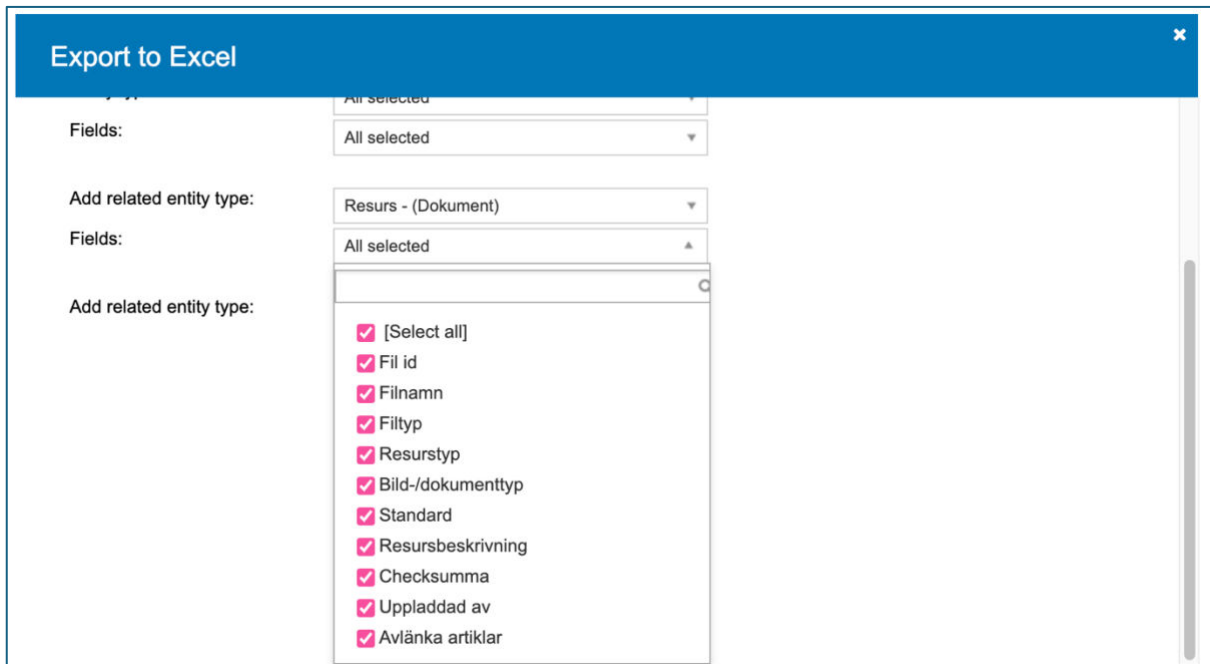 Export to Excel
All selected
Fields:
All selected
Add related entity type:
Resurs - (Dokument)
Fields:
All selected
Add related entity type:
[Select all]
Fil id
Filnamn
Filtyp
Resurstyp
Bild-/dokumenttyp
Standard
Resursbeskrivning
Checksumma
Uppladdad av
Avlänka artiklar